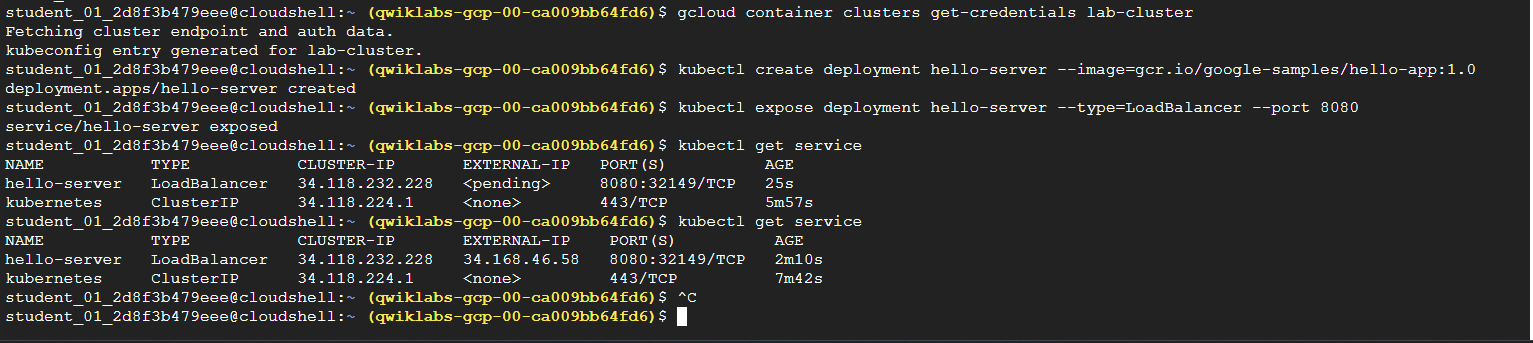 student_01_2d8f3b479eee@cloudshell:~ (qwiklabs-gcp-00-ca009bb64fd6)$ gcloud container clusters get-credentials lab-cluster
Fetching cluster endpoint and auth data.
kubeconfig entry generated for lab-cluster.
student_01_2d8f3b479eee@cloudshell:~ (qwiklabs-gcp-00-ca009bb64fd6)$ kubectl create deployment hello-server --image=gcr.io/google-samples/hello-app:1.0
deployment.apps/hello-server created
student_01_2d8f3b479eee@cloudshell:~ (qwiklabs-gcp-00-ca009bb64fd6)$ kubectl expose deployment hello-server --type=LoadBalancer --port 8080
service/hello-server exposed
student_01_2d8f3b479eee@cloudshell:~ (qwiklabs-gcp-00-ca009bb64fd6)$ kubectl get service
NAME           TYPE           CLUSTER-IP       EXTERNAL-IP   PORT(S)          AGE
hello-server   LoadBalancer   34.118.232.228   <pending>     8080:32149/TCP   25s
kubernetes     ClusterIP      34.118.224.1     <none>        443/TCP          5m57s
student_01_2d8f3b479eee@cloudshell:~ (qwiklabs-gcp-00-ca009bb64fd6)$ kubectl get service
NAME           TYPE           CLUSTER-IP       EXTERNAL-IP    PORT(S)          AGE
hello-server   LoadBalancer   34.118.232.228   34.168.46.58   8080:32149/TCP   2m10s
kubernetes     ClusterIP      34.118.224.1     <none>         443/TCP          7m42s
student_01_2d8f3b479eee@cloudshell:~ (qwiklabs-gcp-00-ca009bb64fd6)$ ^C
student_01_2d8f3b479eee@cloudshell:~ (qwiklabs-gcp-00-ca009bb64fd6)$